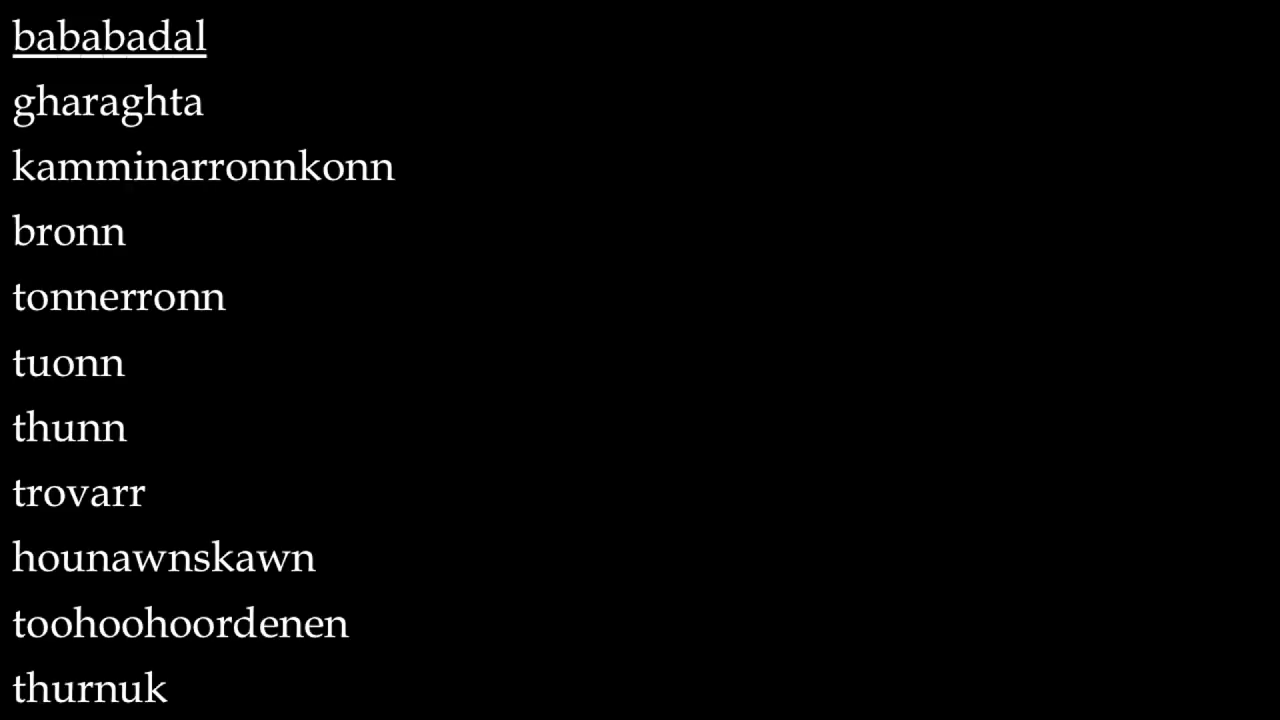 bababadal
gharaghta
kamminarronnkonn
bronn
tonnerronn
tuonn
thunn
trovarr
hounawnskawn
toohoohoordenen
thurnuk